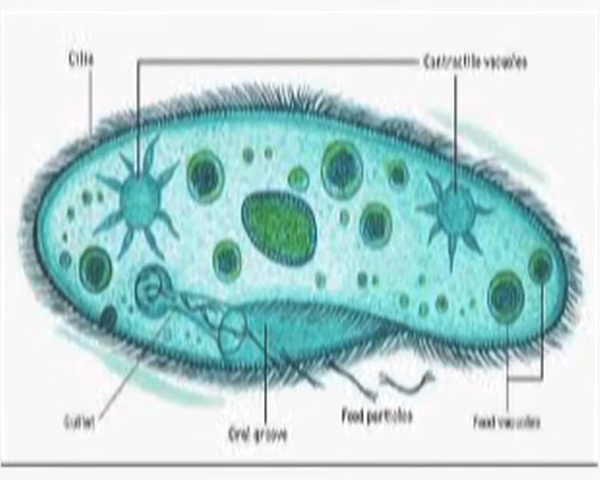 Cilia
Contractile vacuoles
Gullet
Oral groove
Food particles
Food vacuoles